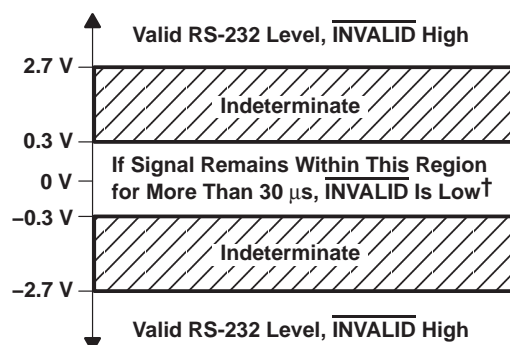 Valid RS-232 Level, INVALID High
2.7 V
Indeterminate
0.3 V
If Signal Remains Within This Region
0 V
for More Than 30 μs, INVALID Is Low†
−0.3 V
Indeterminate
−2.7 V
Valid RS-232 Level, INVALID High